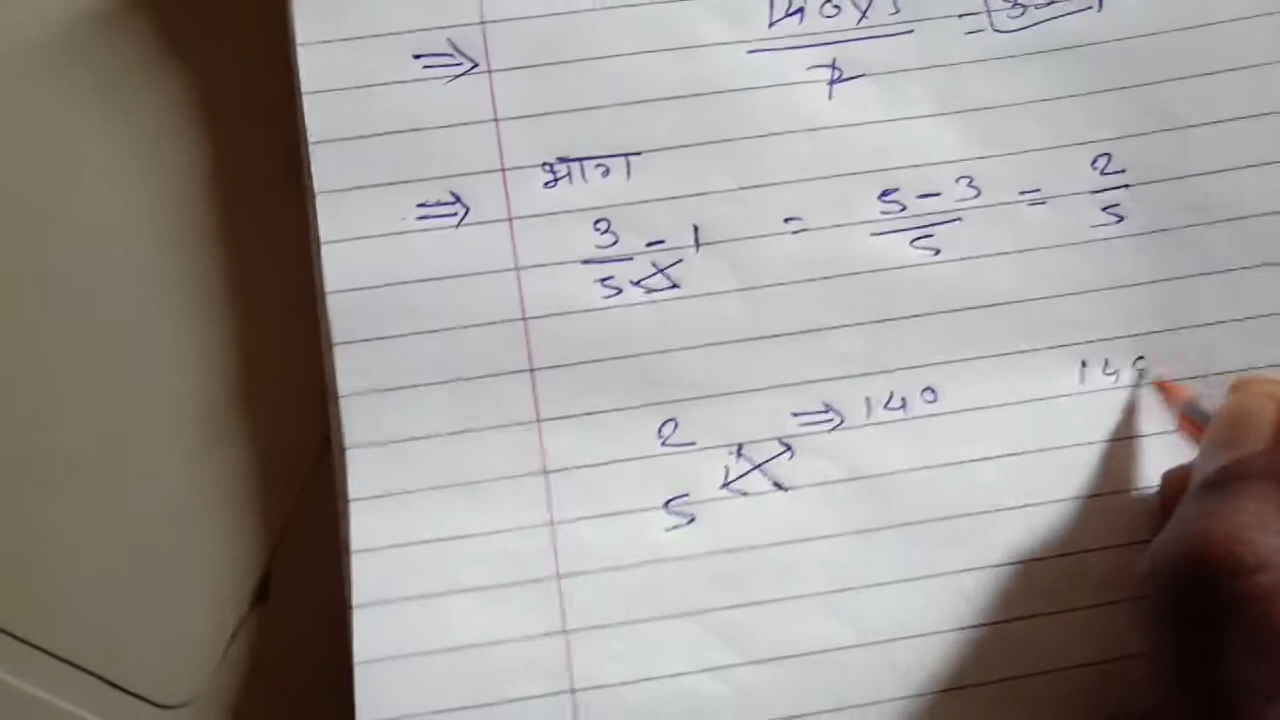 ⇒
भाग
⇒ 3/5 - 1 = 5-3/5 = 2/5
2 ⇒ 140
5